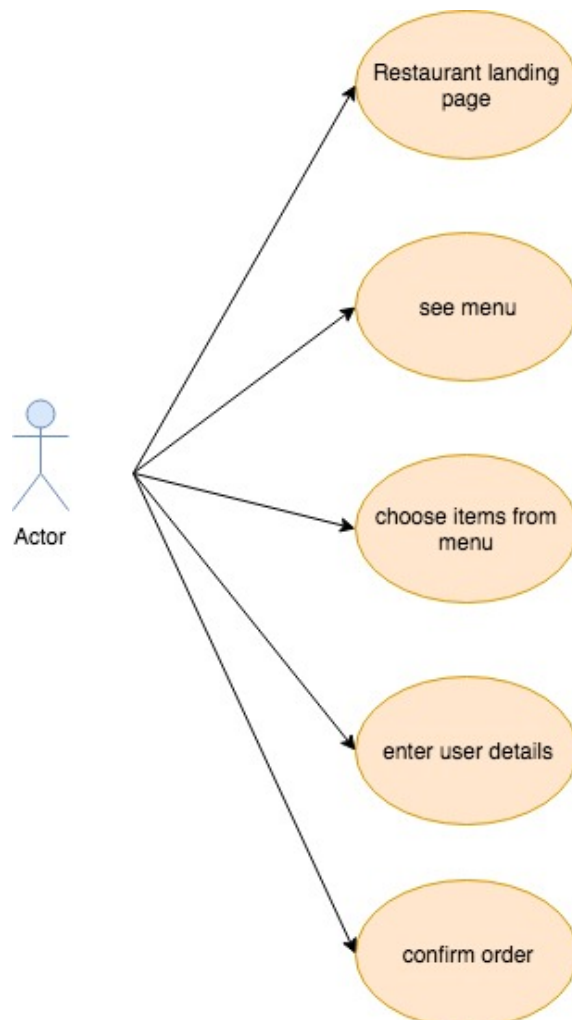 Restaurant landing
page
see menu
Actor
choose items from
menu
enter user details
confirm order